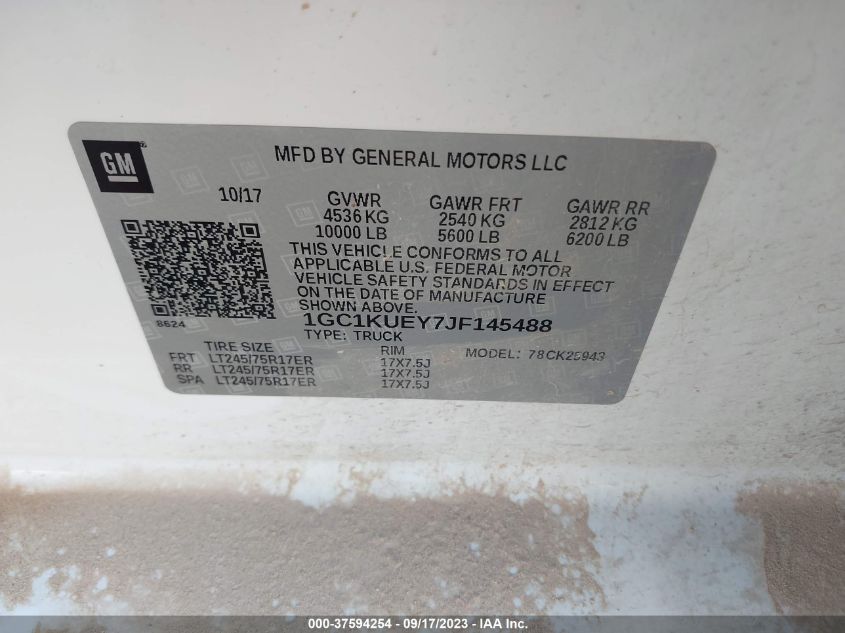 GM
MFD BY GENERAL MOTORS LLC
10/17 GVWR GAWR FRT GAWR RR
4536 KG 2540 KG 2812 KG
10000 LB 5600 LB 6200 LB
THIS VEHICLE CONFORMS TO ALL
APPLICABLE U.S. FEDERAL MOTOR
VEHICLE SAFETY STANDARDS IN EFFECT
ON THE DATE OF MANUFACTURE
SHOWN ABOVE.
8624
1GC1KUEY7JF145488
TYPE: TRUCK
TIRE SIZE RIM MODEL: 78CK25943
FRT LT245/75R17ER 17X7.5J
RR LT245/75R17ER 17X7.5J
SPA LT245/75R17ER 17X7.5J
000-37594254 - 09/17/2023 - IAA Inc.